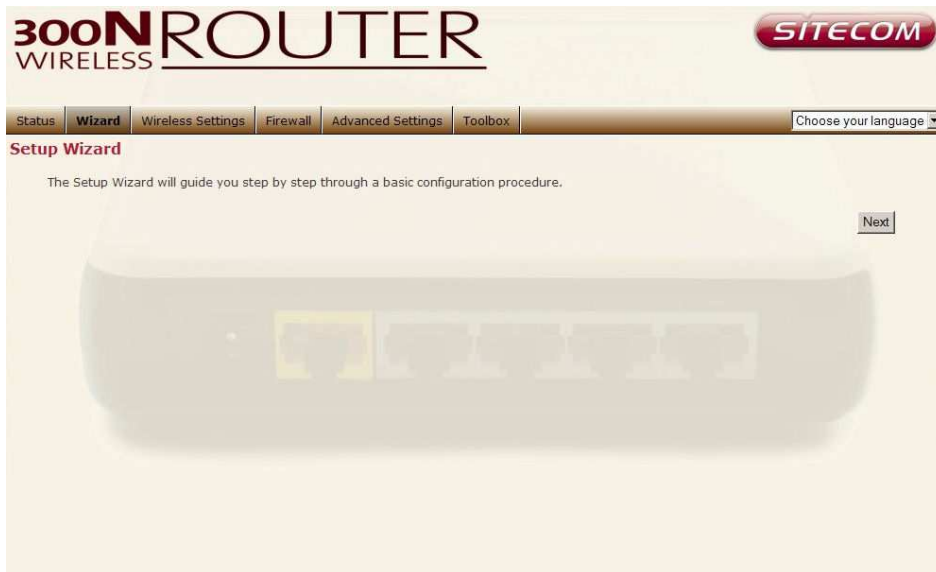 300N ROUTER
WIRELESS
SITECOM
Status Wizard Wireless Settings Firewall Advanced Settings Toolbox Choose your language
Setup Wizard
The Setup Wizard will guide you step by step through a basic configuration procedure.
Next